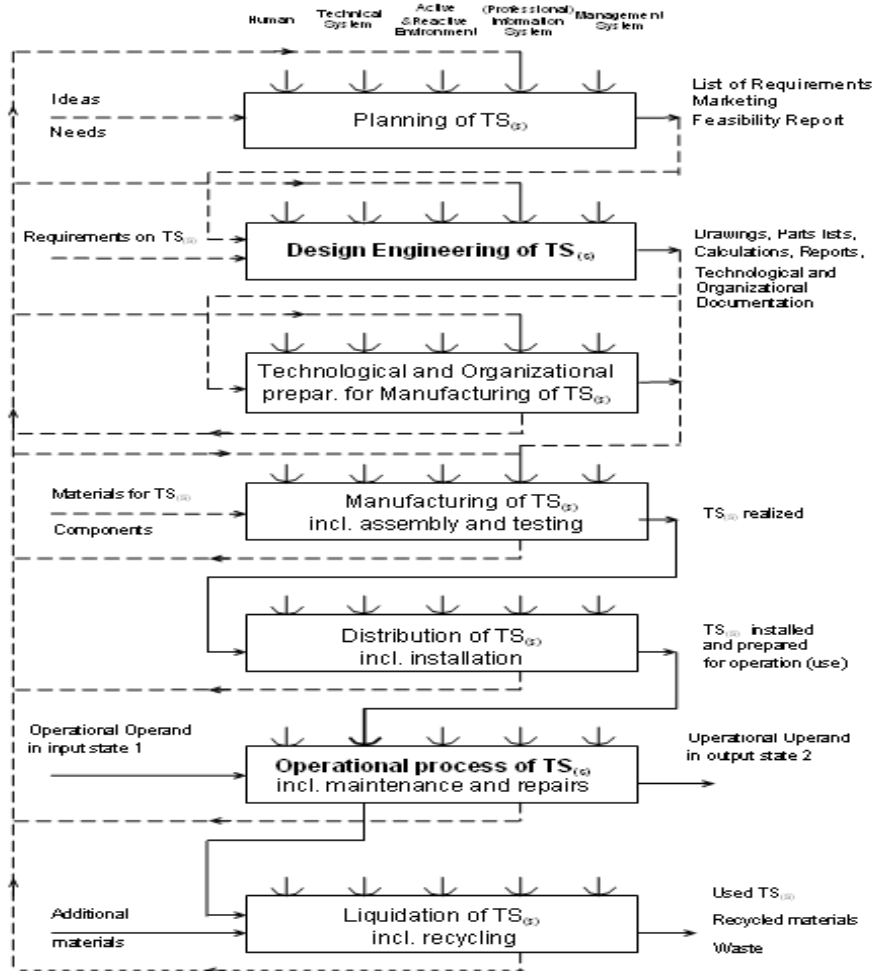 Human
Technical
System
Active
& Reactive
Environment
(Professional)
Information
System
Management
System
Ideas
Needs
Planning of TS(s)
List of Requirements
Marketing
Feasibility Report
Requirements on TS(s)
Design Engineering of TS(s)
Drawings, Parts lists,
Calculations, Reports,
Technological and
Organizational
Documentation
Technological and Organizational
prepar. for Manufacturing of TS(s)
Materials for TS(s)
Components
Manufacturing of TS(s)
incl. assembly and testing
TS(s) realized
Distribution of TS(s)
incl. installation
TS(s) installed
and prepared
for operation (use)
Operational Operand
in input state 1
Operational process of TS(s)
incl. maintenance and repairs
Operational Operand
in output state 2
Additional
materials
Liquidation of TS(s)
incl. recycling
Used TS(s)
Recycled materials
Waste